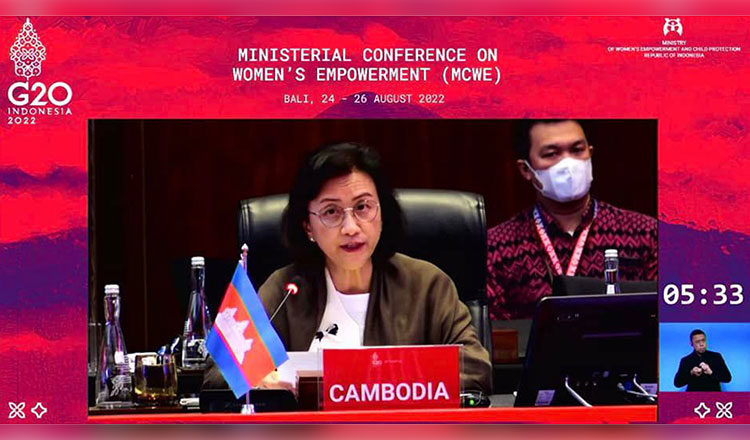 G20
INDONESIA
2022
MINISTERIAL CONFERENCE ON
WOMEN'S EMPOWERMENT (MCWE)
BALI, 24 - 26 AUGUST 2022
MINISTRY
OF WOMEN'S EMPOWERMENT AND CHILD PROTECTION
REPUBLIC OF INDONESIA
05:33
CAMBODIA